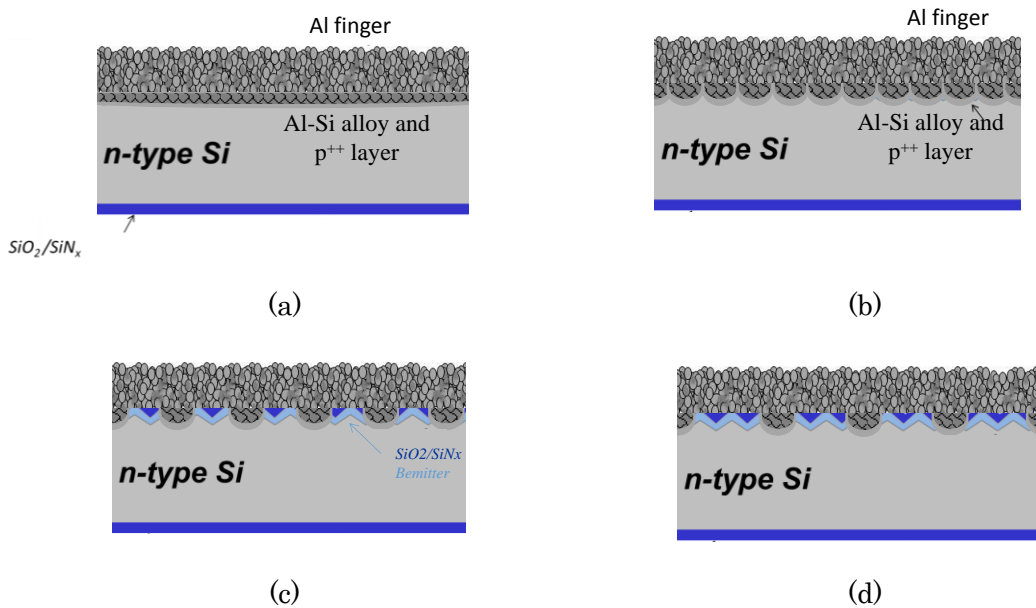 Al finger
Al-Si alloy and
p++ layer
n-type Si
SiO2/SiNx
(a)
Al finger
Al-Si alloy and
p++ layer
n-type Si
(b)
SiO2/SiNx
Bemitter
n-type Si
(c)
n-type Si
(d)